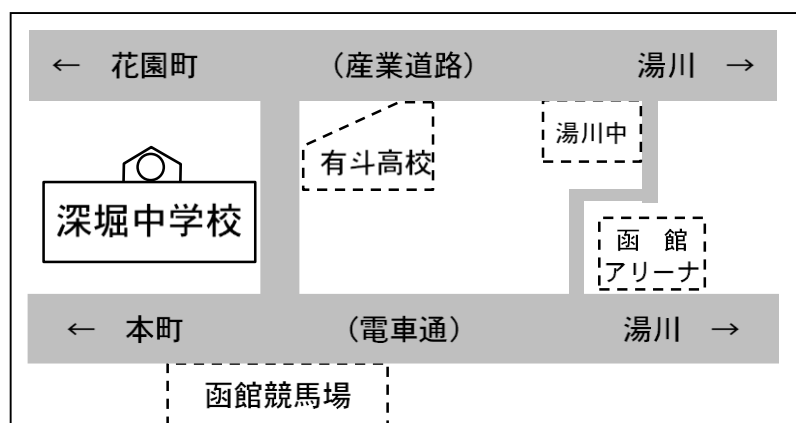 ← 花園町 （産業道路） 湯川 →
湯川中
有斗高校
深堀中学校
函 館
アリーナ
← 本町 （電車通） 湯川 →
函館競馬場